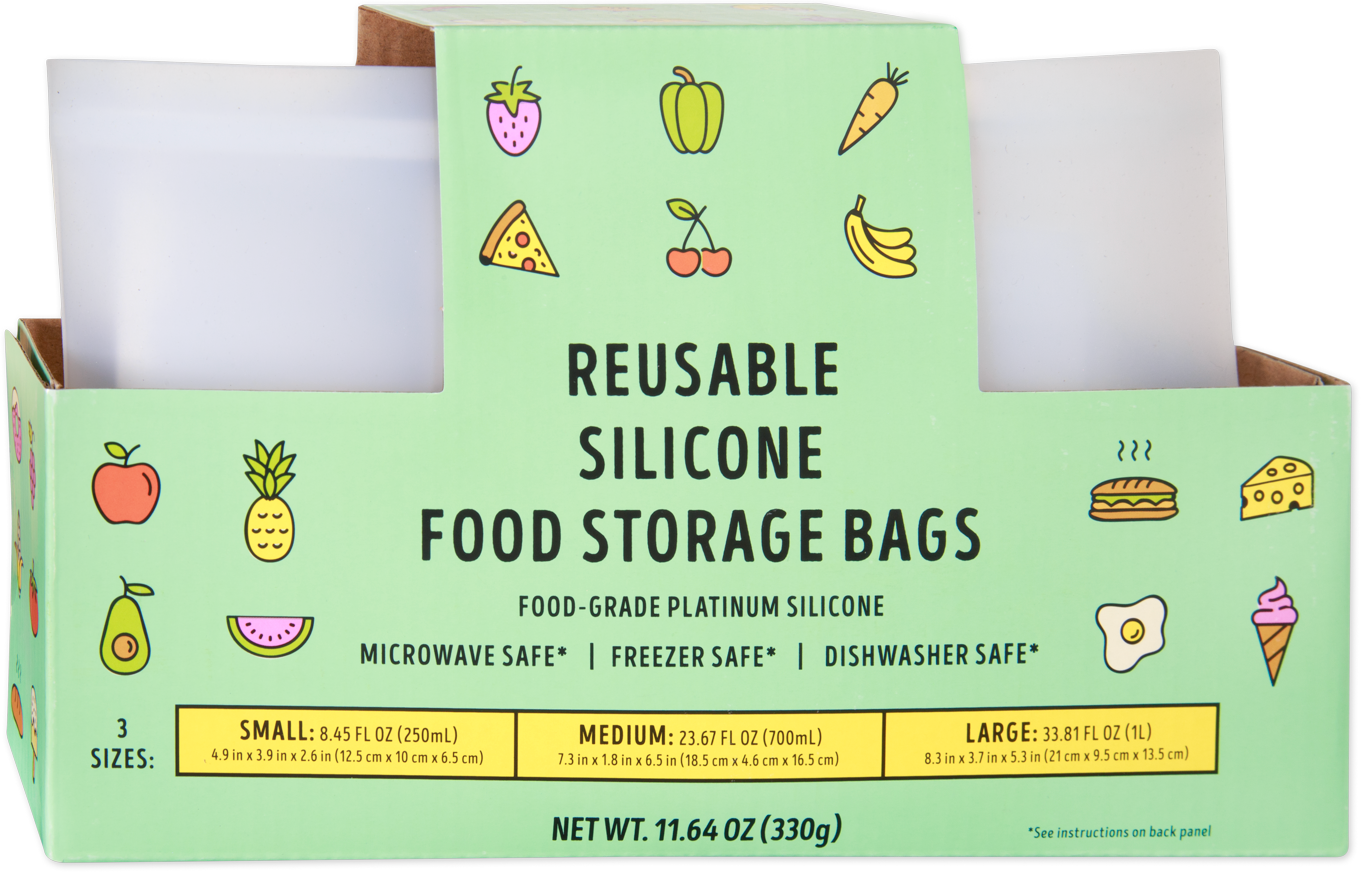 REUSABLE
SILICONE
FOOD STORAGE BAGS
FOOD-GRADE PLATINUM SILICONE
MICROWAVE SAFE* | FREEZER SAFE* | DISHWASHER SAFE*
3
SIZES:
SMALL: 8.45 FL OZ (250mL)
4.9 in x 3.9 in x 2.6 in (12.5 cm x 10 cm x 6.5 cm)
MEDIUM: 23.67 FL OZ (700mL)
7.3 in x 1.8 in x 6.5 in (18.5 cm x 4.6 cm x 16.5 cm)
LARGE: 33.81 FL OZ (1L)
8.3 in x 3.7 in x 5.3 in (21 cm x 9.5 cm x 13.5 cm)
NET WT. 11.64 OZ (330g)
*See instructions on back panel